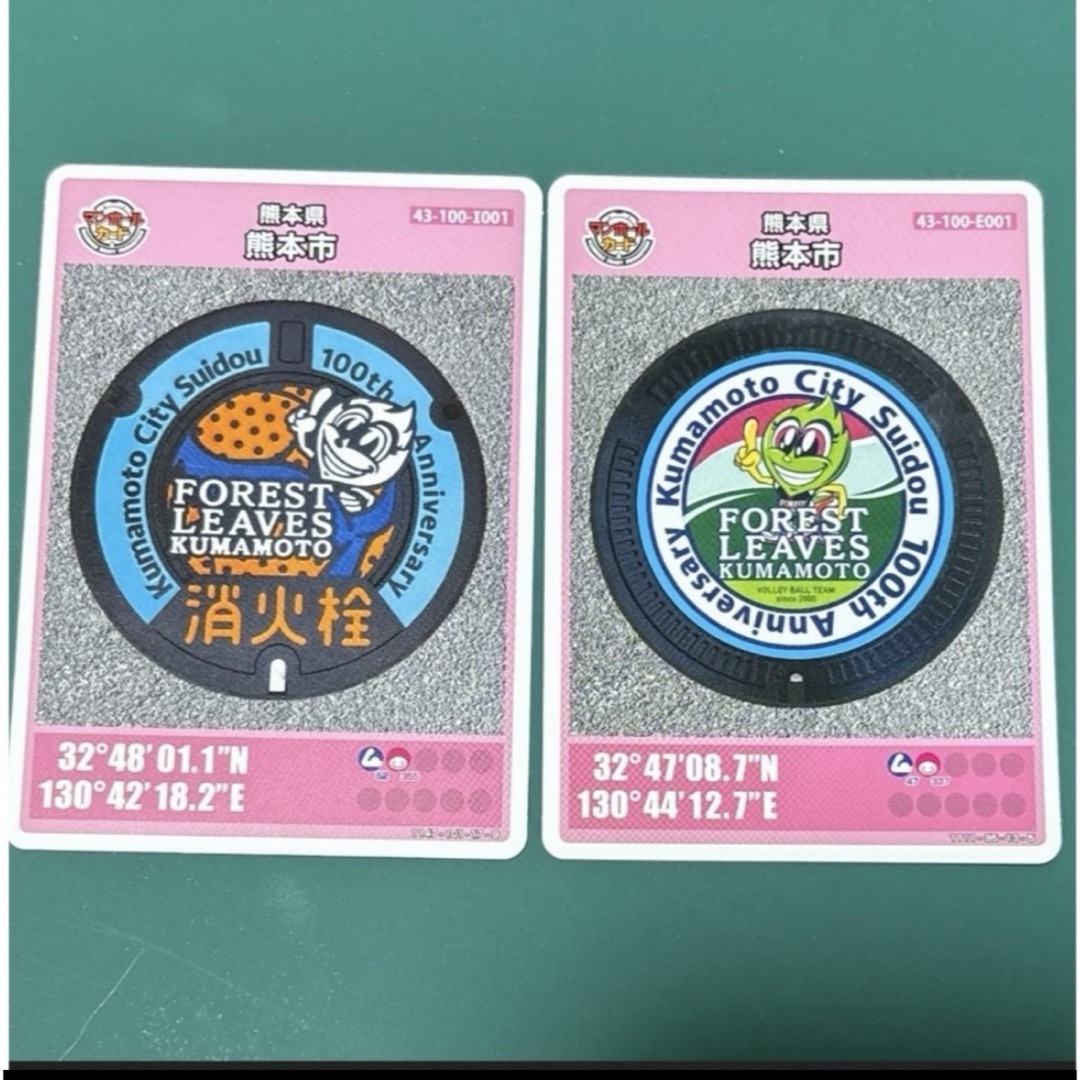 マンホール
カード
熊本県
熊本市
43-100-I001
Kumamoto City Suidou
100th Anniversary
FOREST
LEAVES
KUMAMOTO
消火栓
32°48'01.1"N
130°42'18.2"E
マンホール
カード
熊本県
熊本市
43-100-E001
Kumamoto City Suidou 100th Anniversary
FOREST
LEAVES
KUMAMOTO
VOLLEY BALL TEAM
since 2005
32°47'08.7"N
130°44'12.7"E